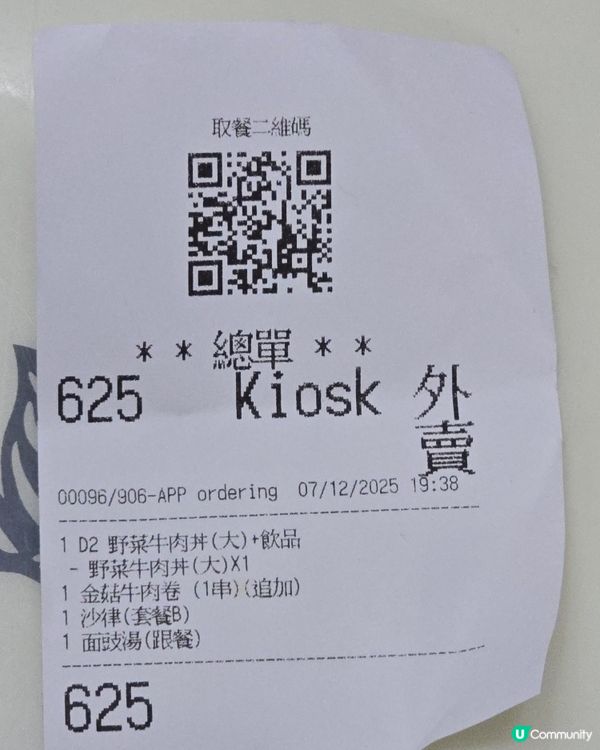 取餐二維碼
** 總單 **
625 Kiosk 外賣
00096/906-APP ordering 07/12/2025 19:38
1 D2 野菜牛肉丼(大)+飲品
- 野菜牛肉丼(大)X1
1 金菇牛肉卷 (1串)(追加)
1 沙律(套餐B)
1 面豉湯(跟餐)
625
U Community